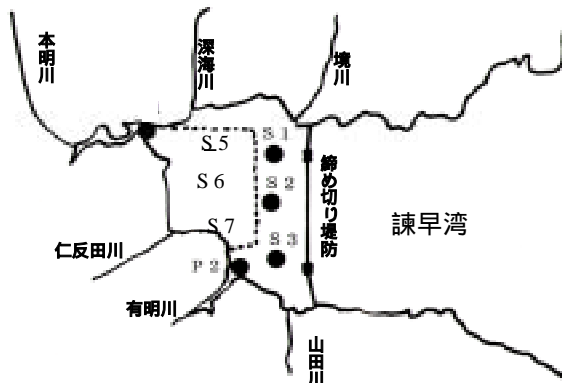 本明川
深海川
境川
S5
S1
S6
S2
締め切り堤防
諫早湾
S7
S3
仁反田川
P2
有明川
山田川